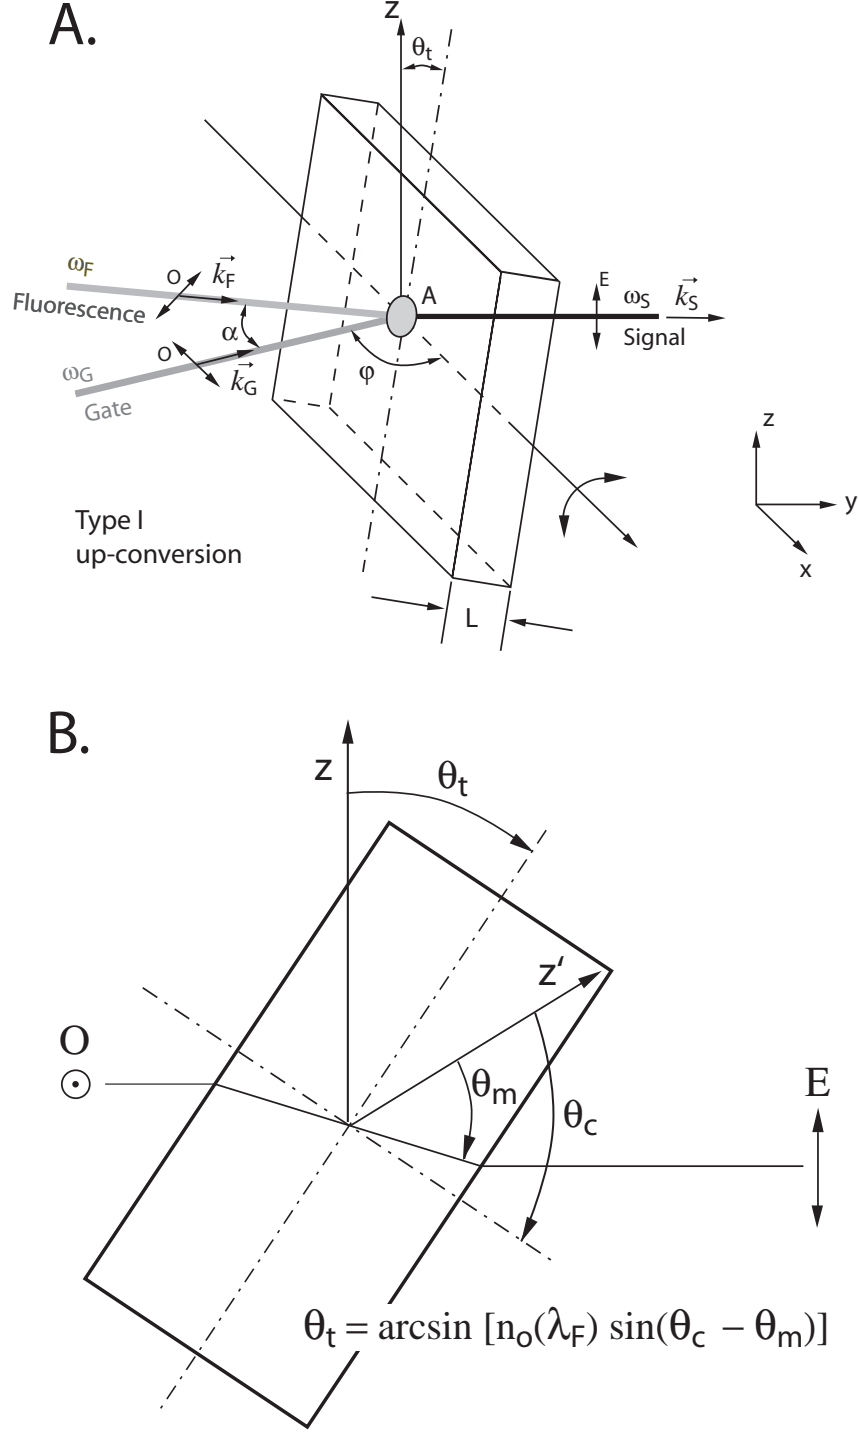 A.
z
θt
ωF
O
kF
Fluorescence
α
O
ωG
kG
Gate
A
φ
E
ωS
kS
Signal
z
y
x
Type I
up-conversion
L
B.
z
θt
z‘
O
θm
θc
E
θt = arcsin [no(λF) sin(θc − θm)]